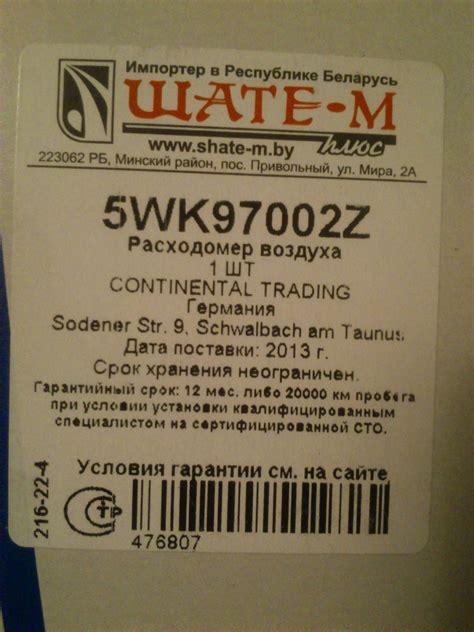 Импортер в Республике Беларусь
ШАТЕ-М
плюс
www.shate-m.by
223062 РБ, Минский район, пос. Привольный, ул. Мира, 2А
5WK97002Z
Расходомер воздуха
1 ШТ
CONTINENTAL TRADING
Германия
Sodener Str. 9, Schwalbach am Taunus,
Дата поставки: 2013 г.
Срок хранения неограничен.
Гарантийный срок: 12 мес. либо 20000 км пробега
при условии установки квалифицированным
специалистом на сертифицированной СТО.
Условия гарантии см. на сайте
216-22-4
Стр
476807